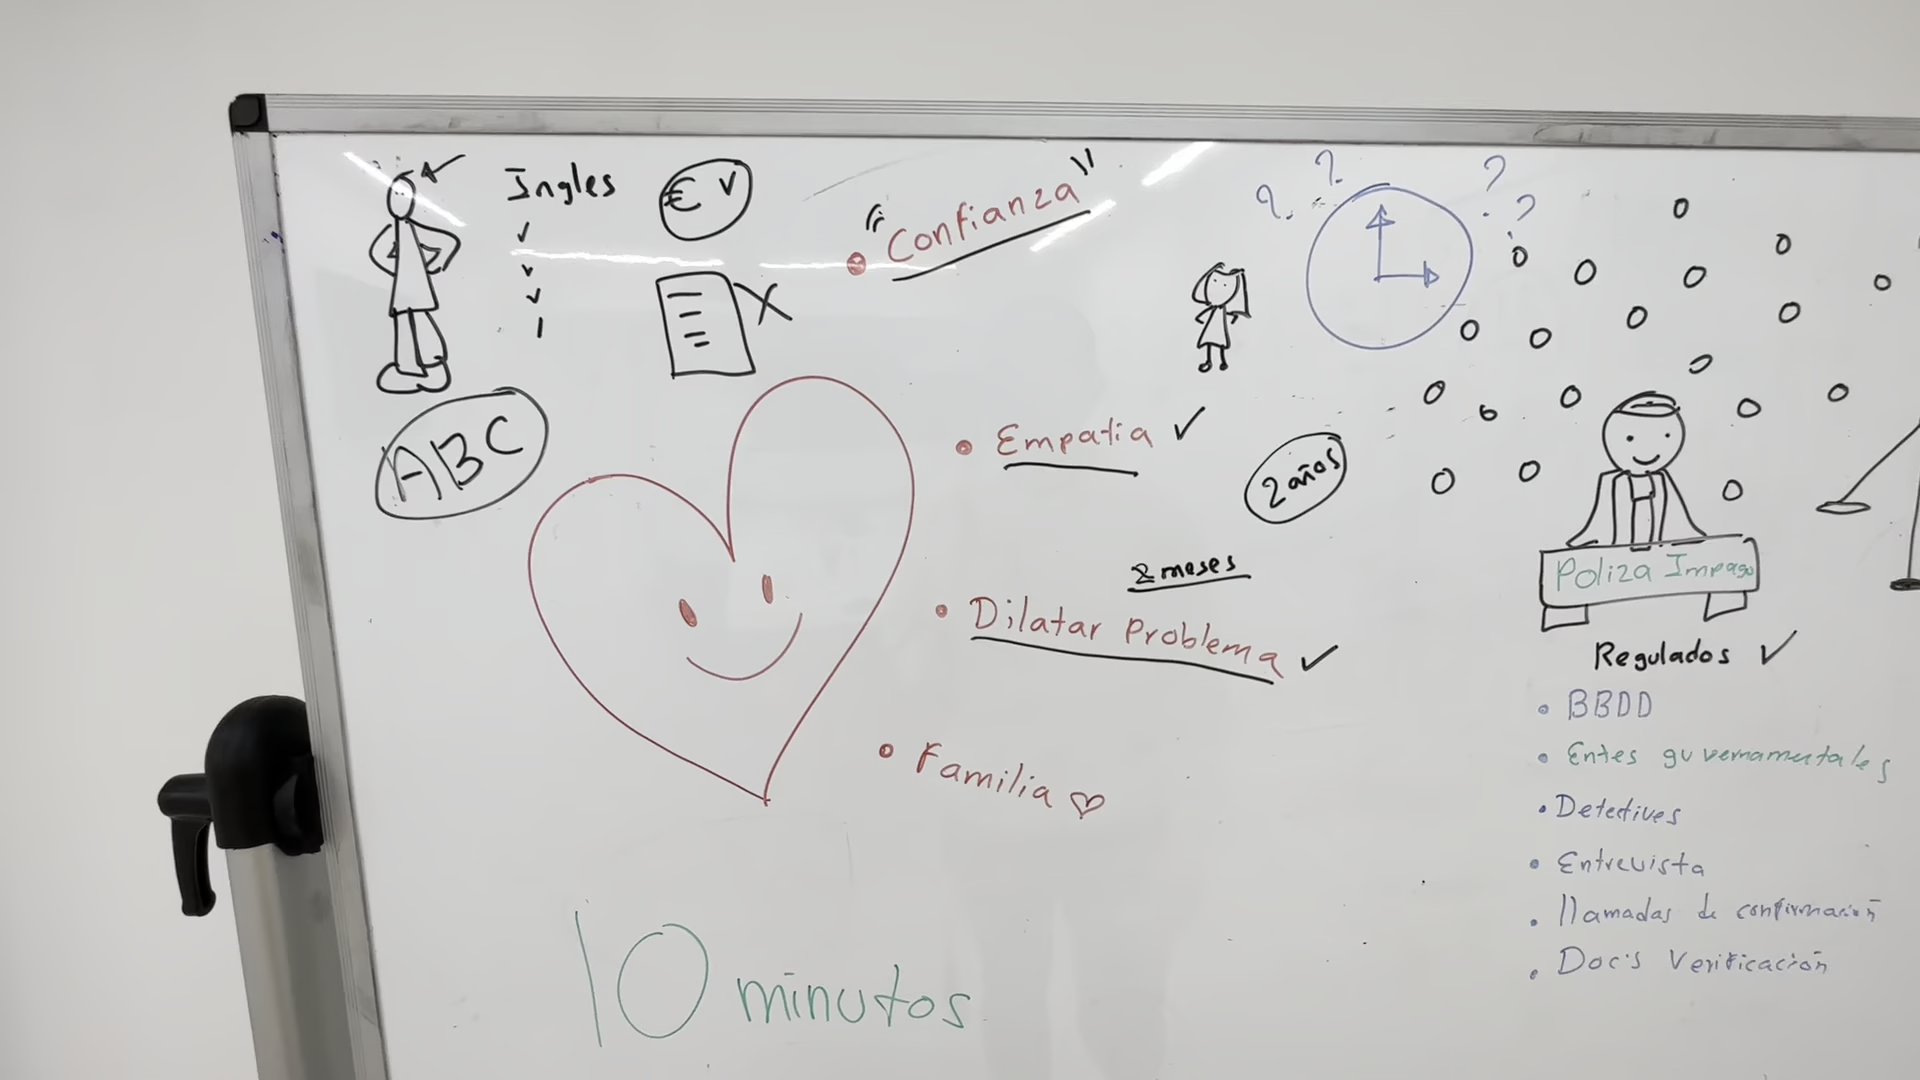 Ingles
€ ✓
"Confianza"
? ? ? ?
ABC
X
• Empatia ✓
2 años
2 meses
• Dilatar Problema ✓
• Familia ♡
10 minutos
Poliza Impago
Regulados ✓
• BBDD
• Entes guvernamentales
• Detectives
• Entrevista
• llamadas de confirmación
• Doc's Verificación